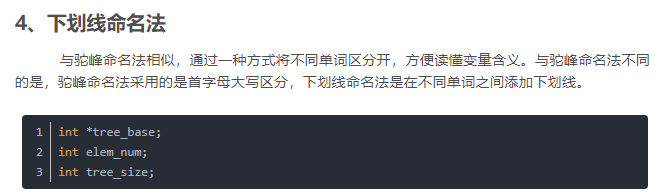 4、下划线命名法
与驼峰命名法相似，通过一种方式将不同单词区分开，方便读懂变量含义。与驼峰命名法不同
的是，驼峰命名法采用的是首字母大写区分，下划线命名法是在不同单词之间添加下划线。
1 int *tree_base;
2 int elem_num;
3 int tree_size;